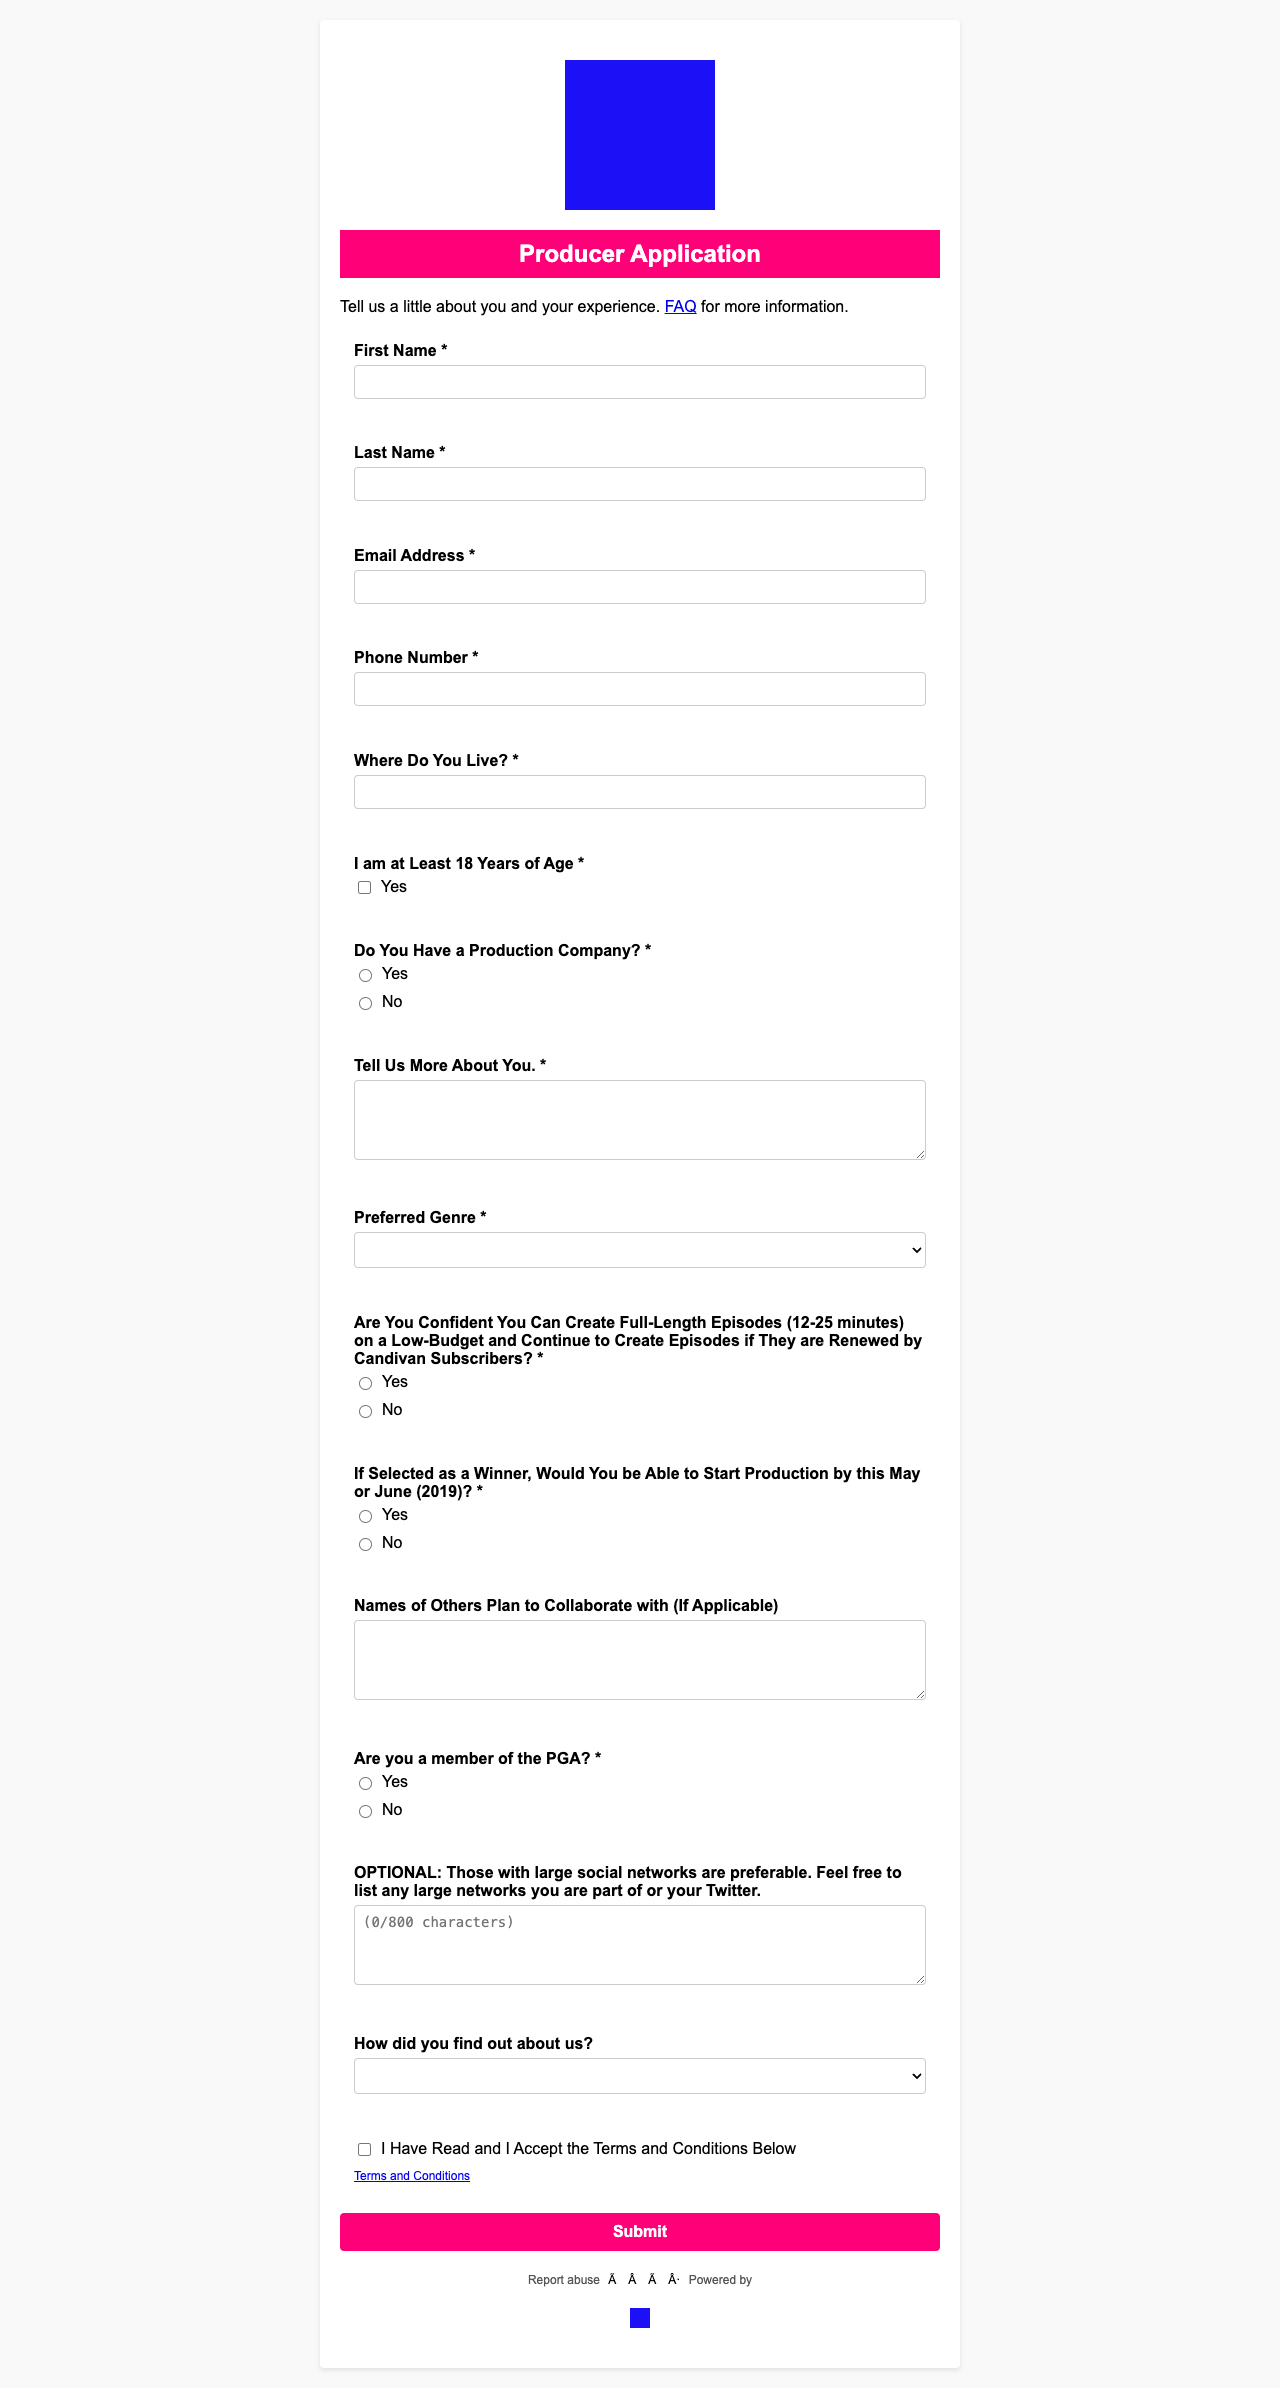 Producer Application
Tell us a little about you and your experience. FAQ for more information.
First Name *
Last Name *
Email Address *
Phone Number *
Where Do You Live? *
I am at Least 18 Years of Age *
Yes
Do You Have a Production Company? *
Yes
No
Tell Us More About You. *
Preferred Genre *
Are You Confident You Can Create Full-Length Episodes (12-25 minutes)
on a Low-Budget and Continue to Create Episodes if They are Renewed by
Candivan Subscribers? *
Yes
No
If Selected as a Winner, Would You be Able to Start Production by this May
or June (2019)? *
Yes
No
Names of Others Plan to Collaborate with (If Applicable)
Are you a member of the PGA? *
Yes
No
OPTIONAL: Those with large social networks are preferable. Feel free to
list any large networks you are part of or your Twitter.
(0/800 characters)
How did you find out about us?
I Have Read and I Accept the Terms and Conditions Below
Terms and Conditions
Submit
Report abuse Ã Â Ã Â· Powered by